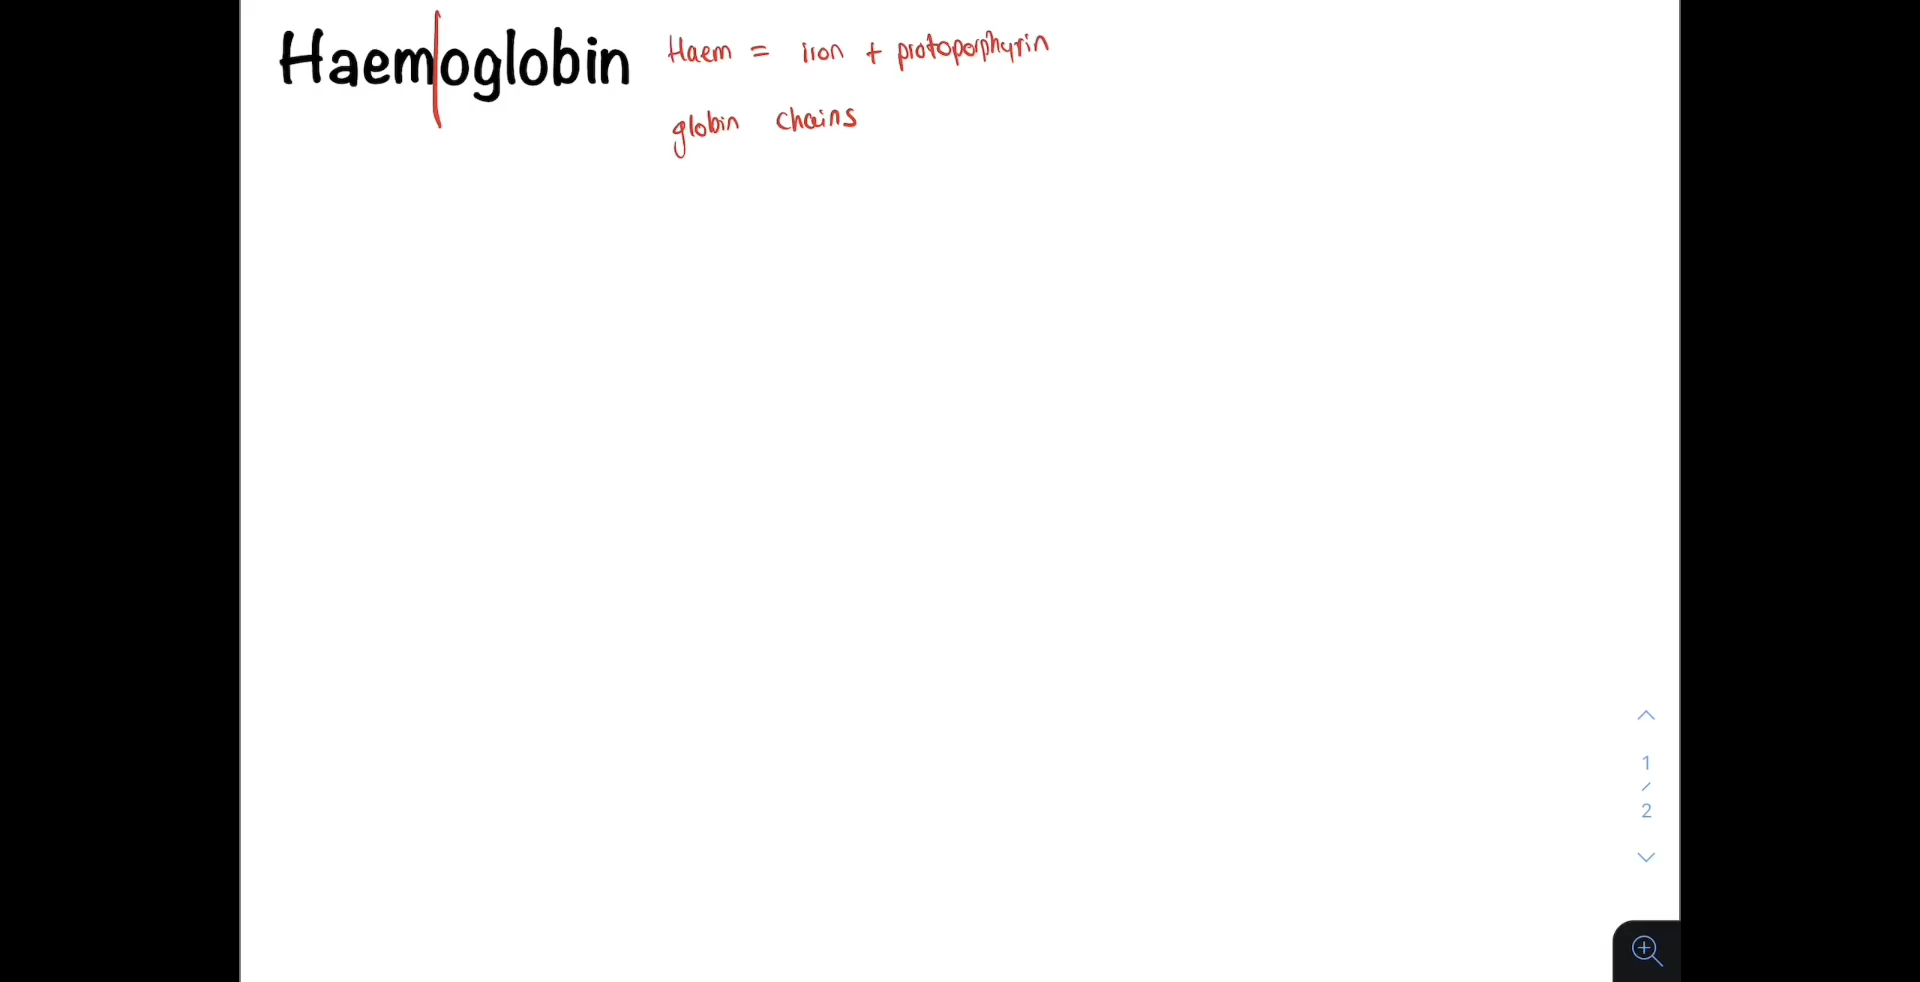 Haemoglobin
Haem = iron + protoporphyrin
globin chains
1
/
2